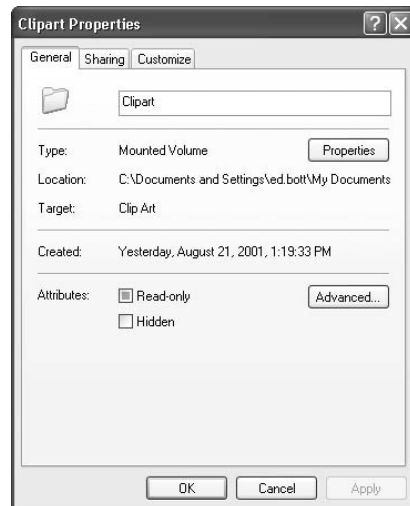 Clipart Properties
General Sharing Customize
Clipart
Type: Mounted Volume Properties
Location: C:\Documents and Settings\ed.bott\My Documents
Target: Clip Art
Created: Yesterday, August 21, 2001, 1:19:33 PM
Attributes: Read-only Advanced...
Hidden
OK Cancel Apply